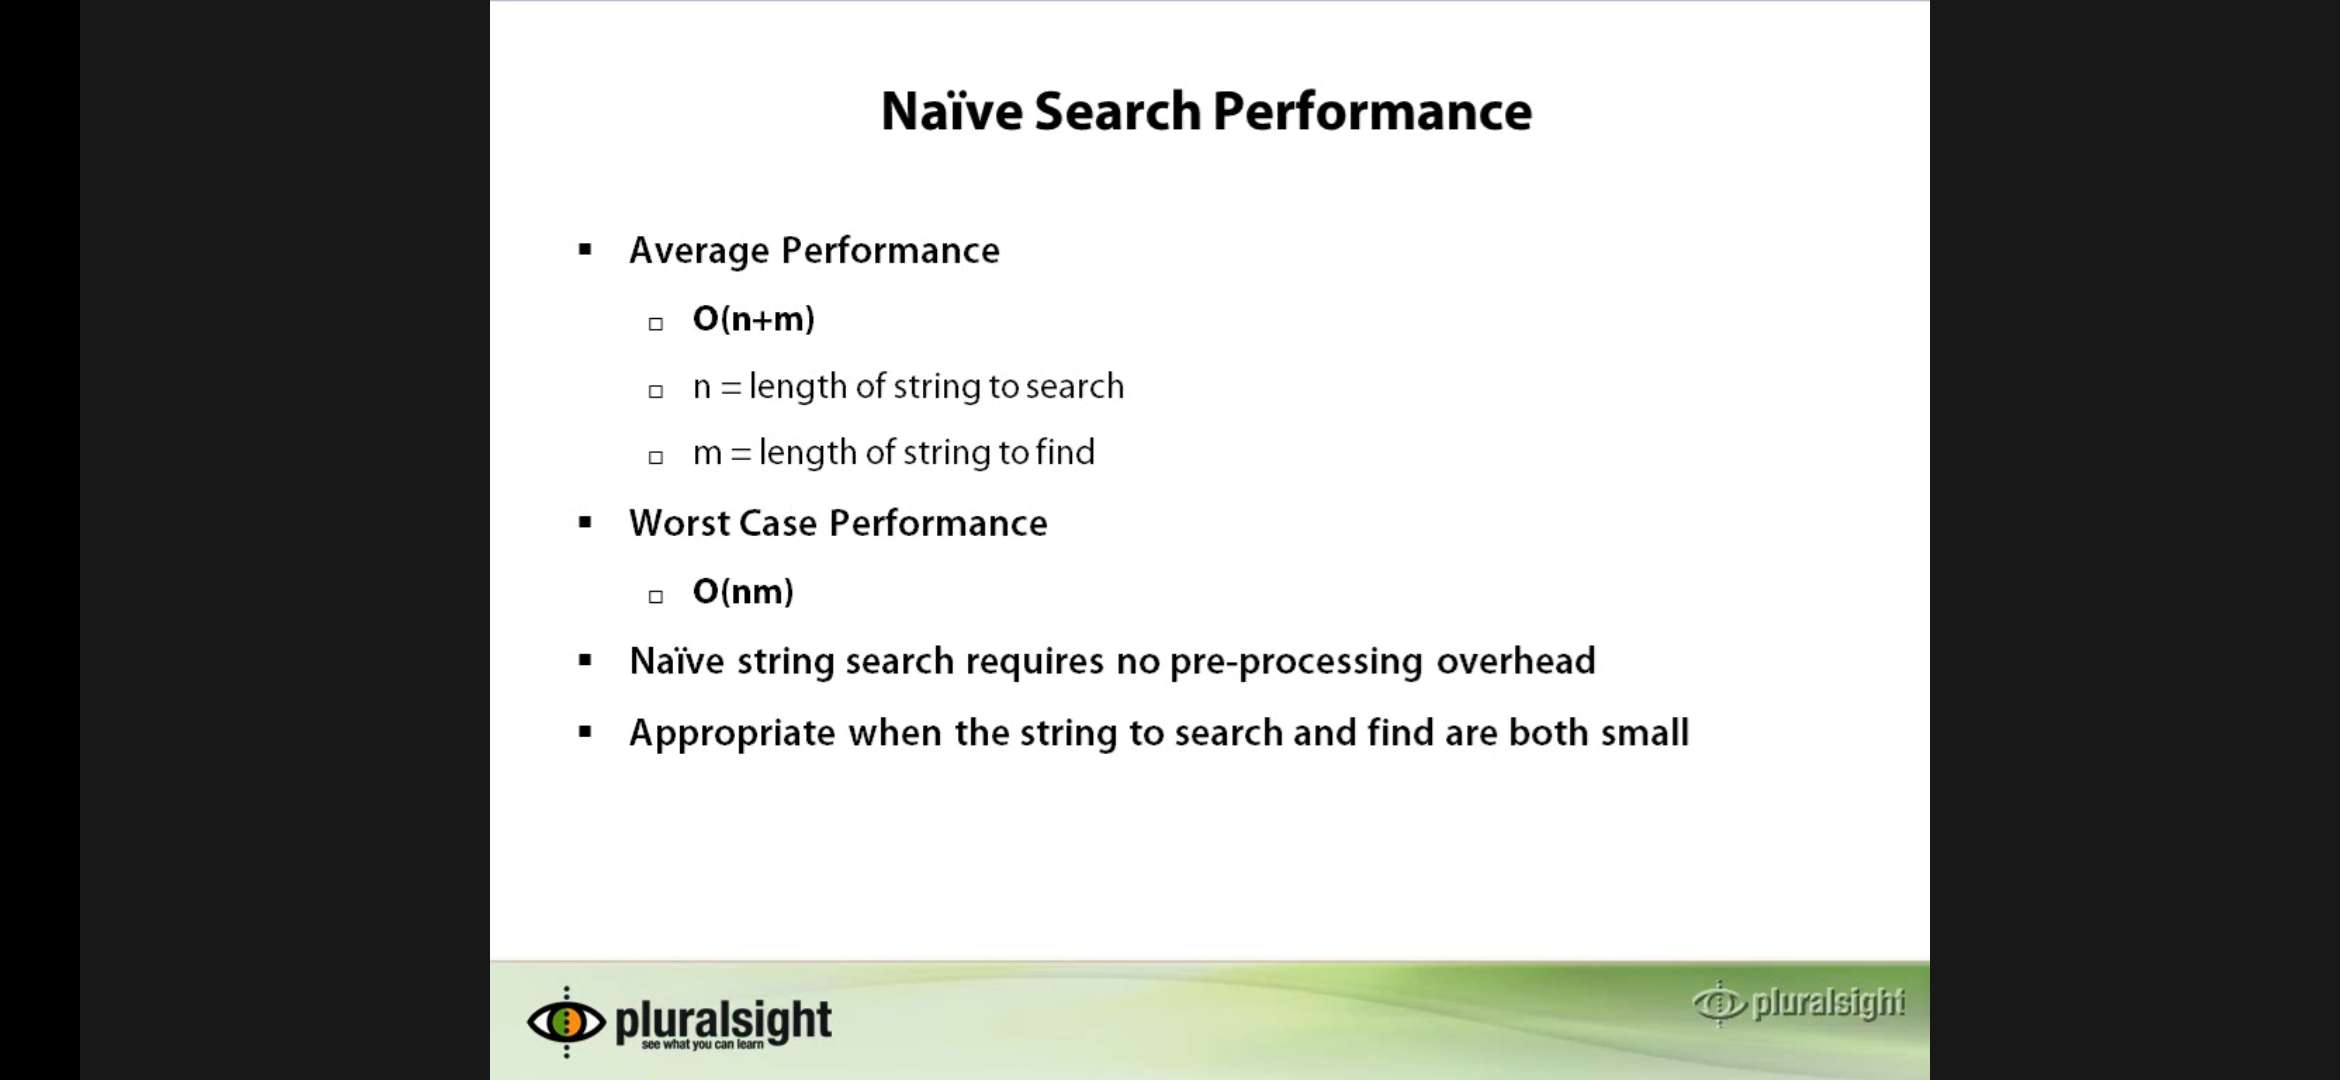 Naïve Search Performance
Average Performance
O(n+m)
n = length of string to search
m = length of string to find
Worst Case Performance
O(nm)
Naïve string search requires no pre-processing overhead
Appropriate when the string to search and find are both small
pluralsight
see what you can learn
pluralsight